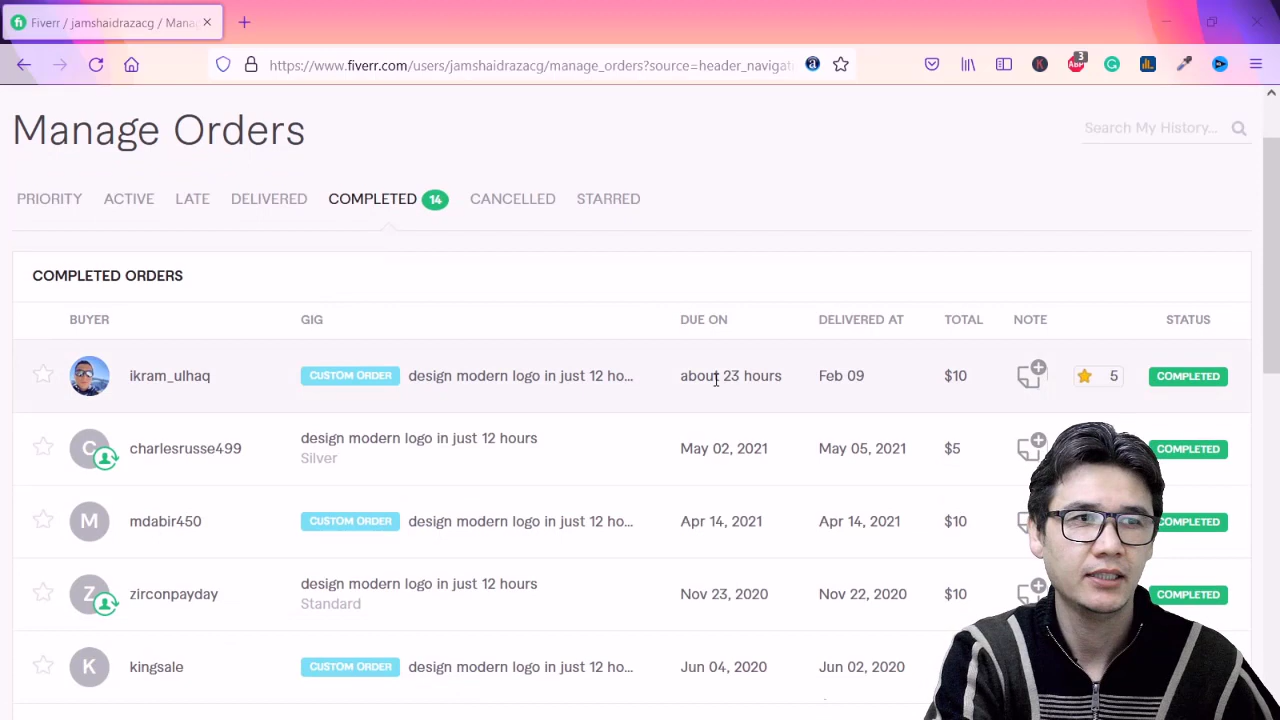 Fiverr / jamshaidrazacg / Mana
https://www.fiverr.com/users/jamshaidrazacg/manage_orders?source=header_navigat
3
Manage Orders
Search My History...
PRIORITY ACTIVE LATE DELIVERED COMPLETED 14 CANCELLED STARRED
COMPLETED ORDERS
BUYER GIG DUE ON DELIVERED AT TOTAL NOTE STATUS
ikram_ulhaq CUSTOM ORDER design modern logo in just 12 ho... about 23 hours Feb 09 $10 5 COMPLETED
C charlesrusse499 design modern logo in just 12 hours May 02, 2021 May 05, 2021 $5 COMPLETED
Silver
M mdabir450 CUSTOM ORDER design modern logo in just 12 ho... Apr 14, 2021 Apr 14, 2021 $10 COMPLETED
Z zirconpayday design modern logo in just 12 hours Nov 23, 2020 Nov 22, 2020 $10 COMPLETED
Standard
K kingsale CUSTOM ORDER design modern logo in just 12 ho... Jun 04, 2020 Jun 02, 2020